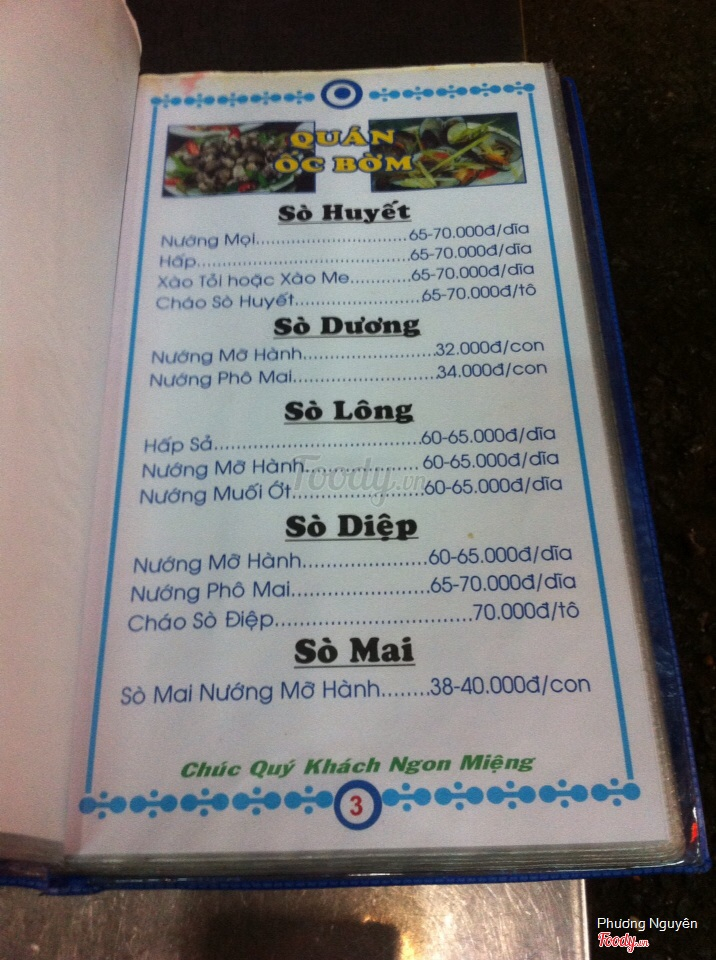 QUÁN
ỐC BỜM
Sò Huyết
Nướng Mọi..............................65-70.000đ/dĩa
Hấp..........................................65-70.000đ/dĩa
Xào Tỏi hoặc Xào Me............65-70.000đ/dĩa
Cháo Sò Huyết........................65-70.000đ/tô
Sò Dương
Nướng Mỡ Hành.........................32.000đ/con
Nướng Phô Mai...........................34.000đ/con
Sò Lông
Hấp Sả......................................60-65.000đ/dĩa
Nướng Mỡ Hành..................... 60-65.000đ/dĩa
Nướng Muối Ớt........................60-65.000đ/dĩa
Foody.vn
Sò Diệp
Nướng Mỡ Hành.......................60-65.000đ/dĩa
Nướng Phô Mai.........................65-70.000đ/dĩa
Cháo Sò Điệp...................................70.000đ/tô
Sò Mai
Sò Mai Nướng Mỡ Hành........38-40.000đ/con
Chúc Quý Khách Ngon Miệng
3
Phương Nguyên
Foody.vn